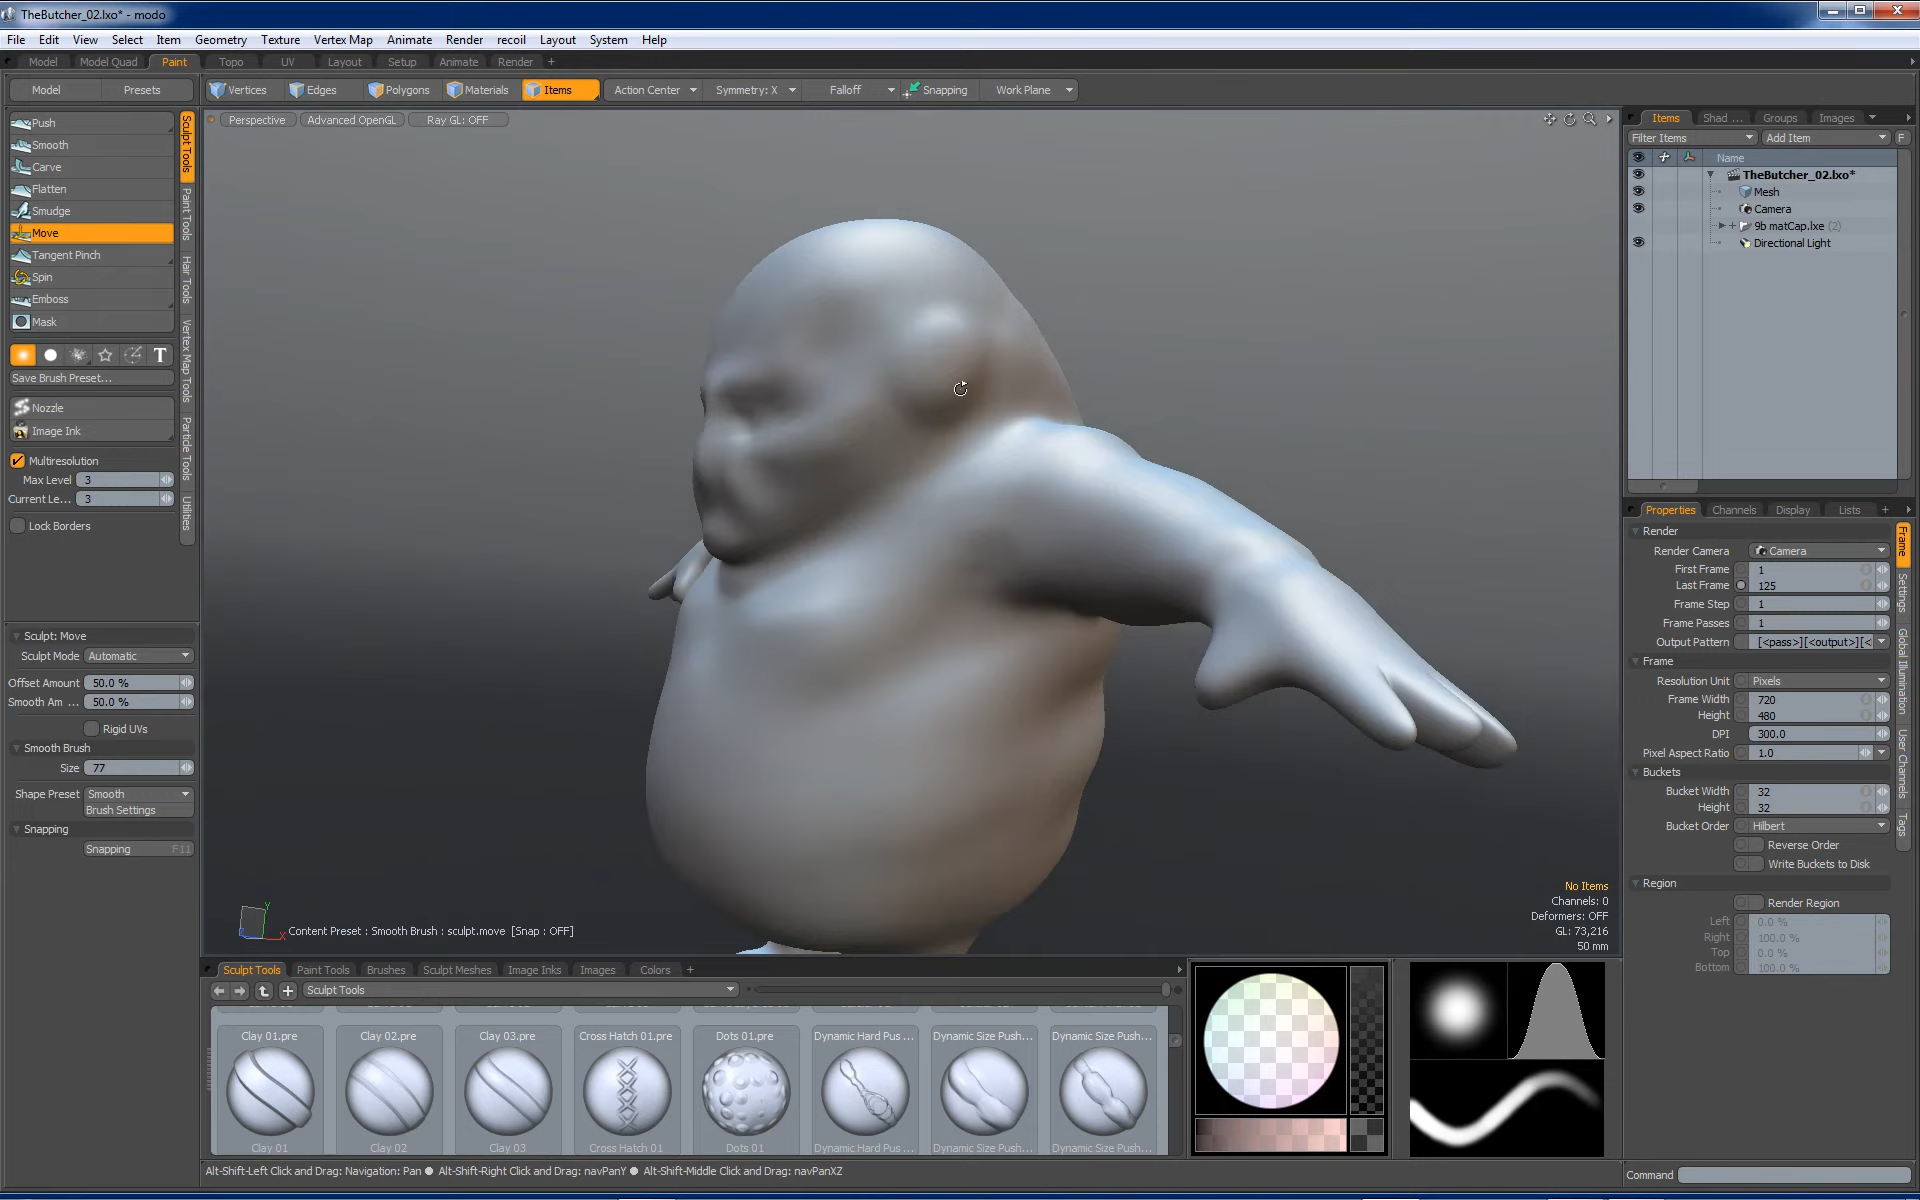 TheButcher_02.lxo* - modo
File Edit View Select Item Geometry Texture Vertex Map Animate Render recoil Layout System Help
Model Model Quad Paint Topo UV Layout Setup Animate Render +
Model Presets
Vertices Edges Polygons Materials Items Action Center Symmetry: X Falloff Snapping Work Plane
Push
Smooth
Carve
Flatten
Smudge
Move
Tangent Pinch
Spin
Emboss
Mask
T
Save Brush Preset...
Nozzle
Image Ink
Multiresolution
Max Level 3
Current Le... 3
Lock Borders
Sculpt Tools
Paint Tools
Hair Tools
Vertex Map Tools
Particle Tools
Utilities
Sculpt: Move
Sculpt Mode Automatic
Offset Amount 50.0 %
Smooth Am ... 50.0 %
Rigid UVs
Smooth Brush
Size 77
Shape Preset Smooth
Brush Settings
Snapping
Snapping F11
Perspective Advanced OpenGL Ray GL: OFF
Y
X
Content Preset : Smooth Brush : sculpt.move [Snap : OFF]
No Items
Channels: 0
Deformers: OFF
GL: 73,216
50 mm
Sculpt Tools Paint Tools Brushes Sculpt Meshes Image Inks Images Colors +
Sculpt Tools
Clay 01.pre Clay 02.pre Clay 03.pre Cross Hatch 01.pre Dots 01.pre Dynamic Hard Pus ... Dynamic Size Push... Dynamic Size Push...
Clay 01 Clay 02 Clay 03 Cross Hatch 01 Dots 01 Dynamic Hard Pus ... Dynamic Size Push... Dynamic Size Push...
Alt-Shift-Left Click and Drag: Navigation: Pan ● Alt-Shift-Right Click and Drag: navPanY ● Alt-Shift-Middle Click and Drag: navPanXZ
Items Shad ... Groups Images
Filter Items Add Item F
Name
TheButcher_02.lxo*
Mesh
Camera
9b matCap.lxe (2)
Directional Light
Properties Channels Display Lists +
Render
Render Camera Camera
First Frame 1
Last Frame 125
Frame Step 1
Frame Passes 1
Output Pattern [<pass>][<output>][<
Frame
Resolution Unit Pixels
Frame Width 720
Height 480
DPI 300.0
Pixel Aspect Ratio 1.0
Buckets
Bucket Width 32
Height 32
Bucket Order Hilbert
Reverse Order
Write Buckets to Disk
Region
Render Region
Left 0.0 %
Right 100.0 %
Top 0.0 %
Bottom 100.0 %
Frame
Settings
Global Illumination
User Channels
Tags
Command